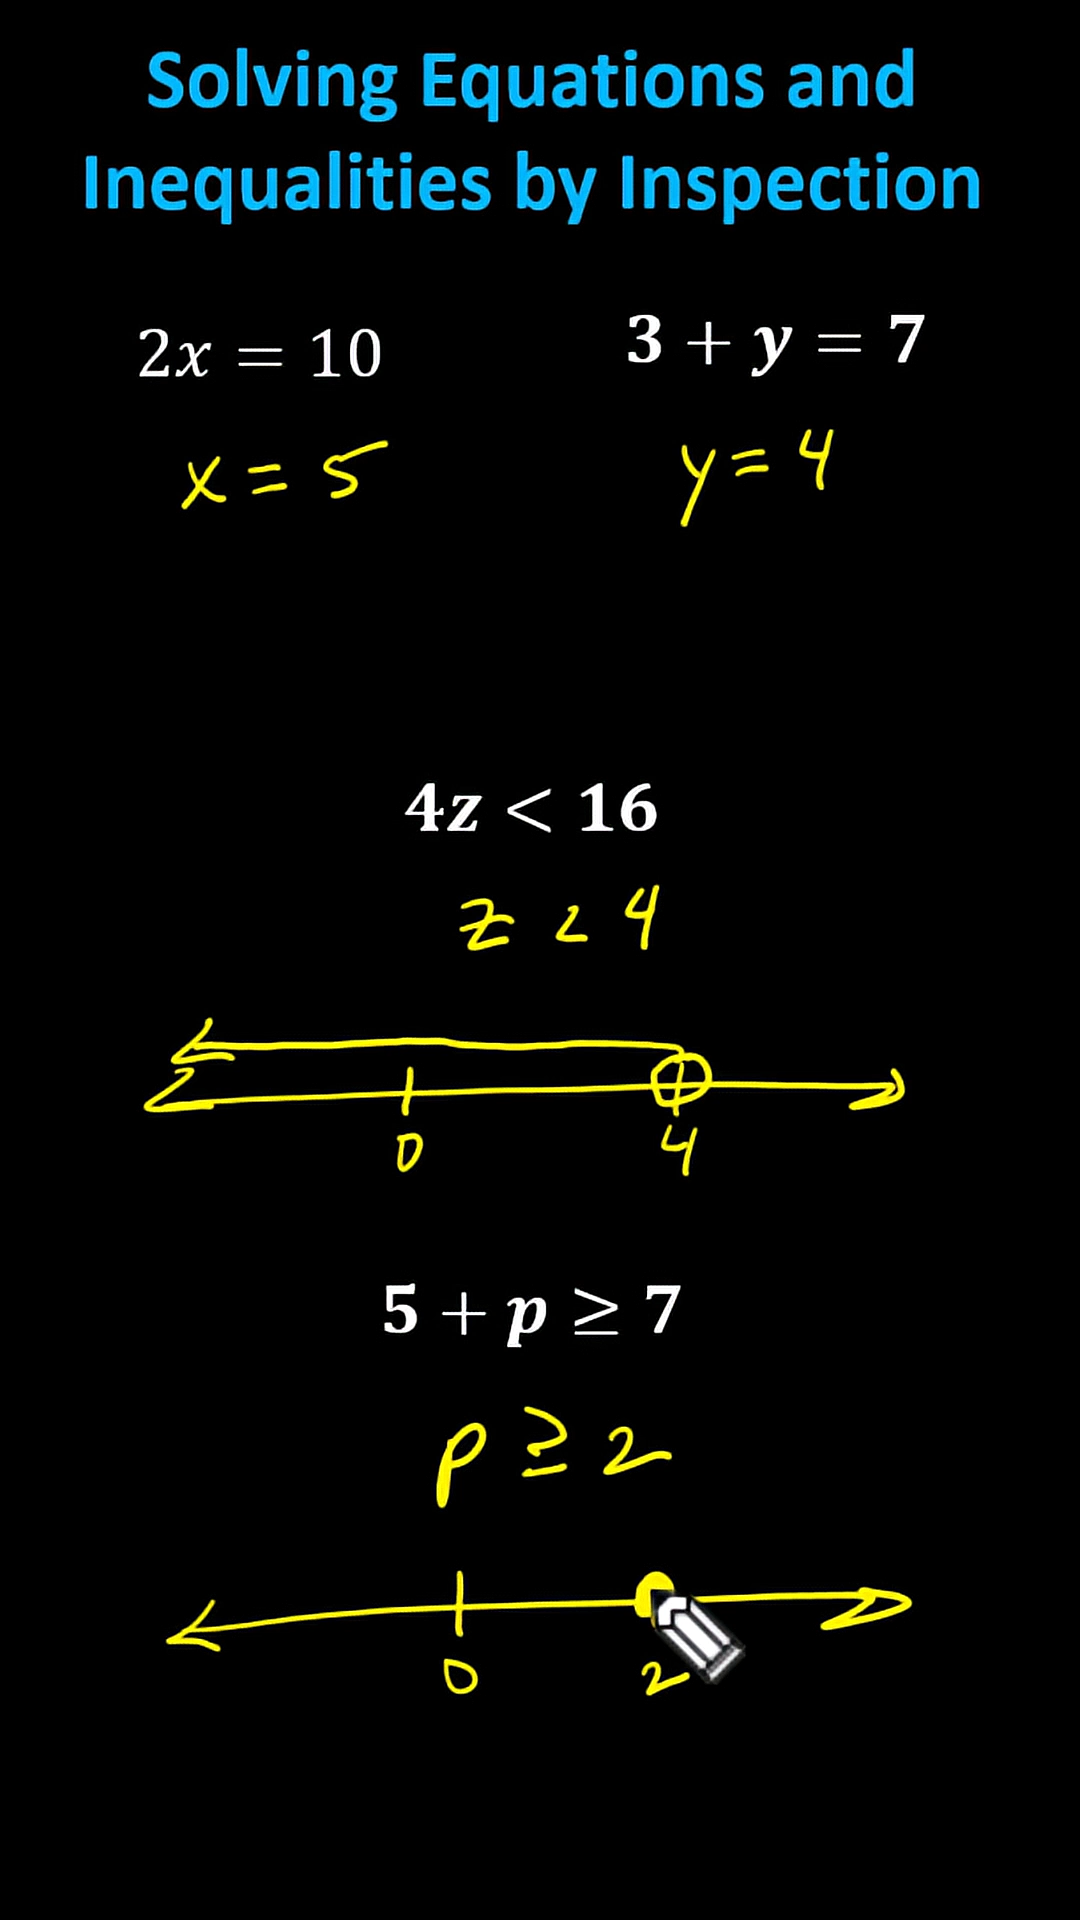 Solving Equations and
Inequalities by Inspection
2x = 10
3 + y = 7
x = 5
y = 4
4z < 16
z < 4
0 4
5 + p ≥ 7
p ≥ 2
0 2